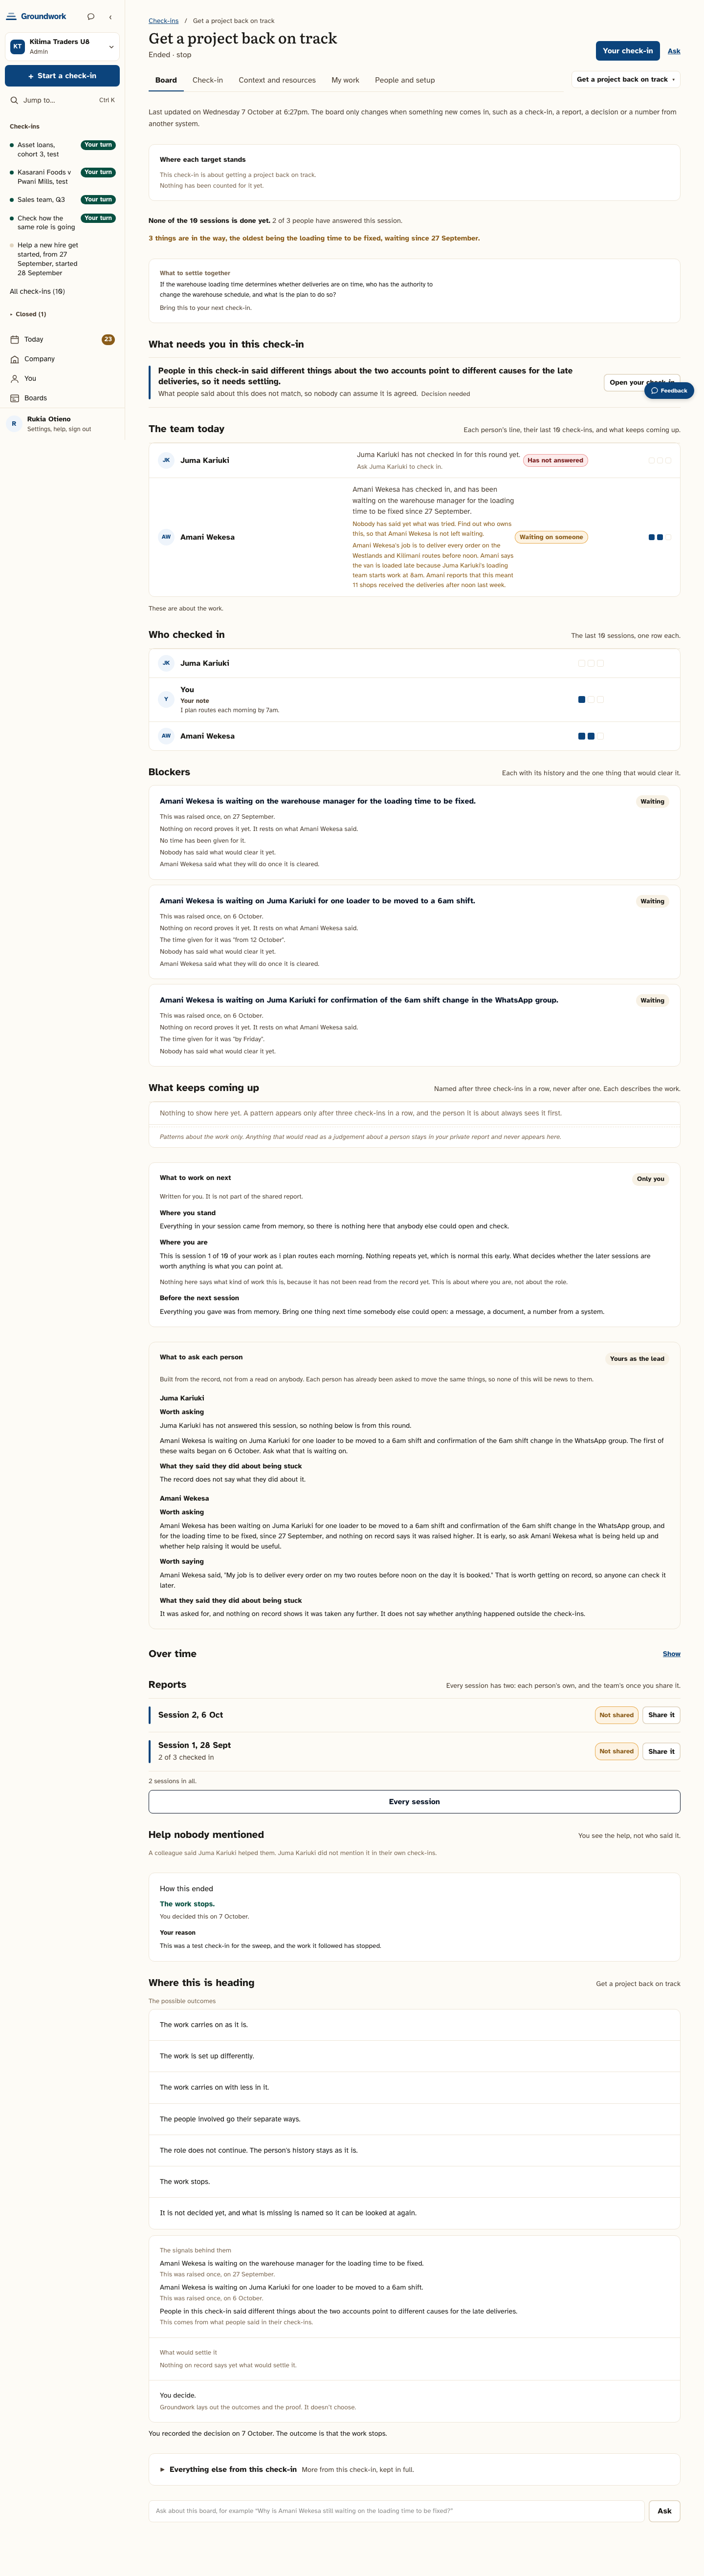 Groundwork
KT
Kilima Traders U8
Admin
+ Start a check-in
Jump to...
Ctrl K
Check-ins
Asset loans,
cohort 3, test
Your turn
Kasarani Foods v
Pwani Mills, test
Your turn
Sales team, Q3
Your turn
Check how the
same role is going
Your turn
Help a new hire get
started, from 27
September, started
28 September
All check-ins (10)
Closed (1)
Today
23
Company
You
Boards
R
Rukia Otieno
Settings, help, sign out
Check-ins / Get a project back on track
Get a project back on track
Ended · stop
Your check-in
Ask
Board
Check-in
Context and resources
My work
People and setup
Get a project back on track
Last updated on Wednesday 7 October at 6:27pm. The board only changes when something new comes in, such as a check-in, a report, a decision or a number from
another system.
Where each target stands
This check-in is about getting a project back on track.
Nothing has been counted for it yet.
None of the 10 sessions is done yet. 2 of 3 people have answered this session.
3 things are in the way, the oldest being the loading time to be fixed, waiting since 27 September.
What to settle together
If the warehouse loading time determines whether deliveries are on time, who has the authority to
change the warehouse schedule, and what is the plan to do so?
Bring this to your next check-in.
What needs you in this check-in
People in this check-in said different things about the two accounts point to different causes for the late
deliveries, so it needs settling.
What people said about this does not match, so nobody can assume it is agreed. Decision needed
Open your check-in
Feedback
The team today
Each person's line, their last 10 check-ins, and what keeps coming up.
JK
Juma Kariuki
Juma Kariuki has not checked in for this round yet.
Ask Juma Kariuki to check in.
Has not answered
AW
Amani Wekesa
Amani Wekesa has checked in, and has been
waiting on the warehouse manager for the loading
time to be fixed since 27 September.
Nobody has said yet what was tried. Find out who owns
this, so that Amani Wekesa is not left waiting.
Amani Wekesa's job is to deliver every order on the
Westlands and Kilimani routes before noon. Amani says
the van is loaded late because Juma Kariuki's loading
team starts work at 8am. Amani reports that this meant
11 shops received the deliveries after noon last week.
Waiting on someone
These are about the work.
Who checked in
The last 10 sessions, one row each.
JK
Juma Kariuki
Y
You
Your note
I plan routes each morning by 7am.
AW
Amani Wekesa
Blockers
Each with its history and the one thing that would clear it.
Amani Wekesa is waiting on the warehouse manager for the loading time to be fixed.
Waiting
This was raised once, on 27 September.
Nothing on record proves it yet. It rests on what Amani Wekesa said.
No time has been given for it.
Nobody has said what would clear it yet.
Amani Wekesa said what they will do once it is cleared.
Amani Wekesa is waiting on Juma Kariuki for one loader to be moved to a 6am shift.
Waiting
This was raised once, on 6 October.
Nothing on record proves it yet. It rests on what Amani Wekesa said.
The time given for it was "from 12 October".
Nobody has said what would clear it yet.
Amani Wekesa said what they will do once it is cleared.
Amani Wekesa is waiting on Juma Kariuki for confirmation of the 6am shift change in the WhatsApp group.
Waiting
This was raised once, on 6 October.
Nothing on record proves it yet. It rests on what Amani Wekesa said.
The time given for it was "by Friday".
Nobody has said what would clear it yet.
What keeps coming up
Named after three check-ins in a row, never after one. Each describes the work.
Nothing to show here yet. A pattern appears only after three check-ins in a row, and the person it is about always sees it first.
Patterns about the work only. Anything that would read as a judgement about a person stays in your private report and never appears here.
What to work on next
Only you
Written for you. It is not part of the shared report.
Where you stand
Everything in your session came from memory, so there is nothing here that anybody else could open and check.
Where you are
This is session 1 of 10 of your work as i plan routes each morning. Nothing repeats yet, which is normal this early. What decides whether the later sessions are
worth anything is what you can point at.
Nothing here says what kind of work this is, because it has not been read from the record yet. This is about where you are, not about the role.
Before the next session
Everything you gave was from memory. Bring one thing next time somebody else could open: a message, a document, a number from a system.
What to ask each person
Yours as the lead
Built from the record, not from a read on anybody. Each person has already been asked to move the same things, so none of this will be news to them.
Juma Kariuki
Worth asking
Juma Kariuki has not answered this session, so nothing below is from this round.
Amani Wekesa is waiting on Juma Kariuki for one loader to be moved to a 6am shift and confirmation of the 6am shift change in the WhatsApp group. The first of
these waits began on 6 October. Ask what that is waiting on.
What they said they did about being stuck
The record does not say what they did about it.
Amani Wekesa
Worth asking
Amani Wekesa has been waiting on Juma Kariuki for one loader to be moved to a 6am shift and confirmation of the 6am shift change in the WhatsApp group, and
for the loading time to be fixed, since 27 September, and nothing on record says it was raised higher. It is early, so ask Amani Wekesa what is being held up and
whether help raising it would be useful.
Worth saying
Amani Wekesa said, "My job is to deliver every order on my two routes before noon on the day it is booked." That is worth getting on record, so anyone can check it
later.
What they said they did about being stuck
It was asked for, and nothing on record shows it was taken any further. It does not say whether anything happened outside the check-ins.
Over time
Show
Reports
Every session has two: each person's own, and the team's once you share it.
Session 2, 6 Oct
Not shared
Share it
Session 1, 28 Sept
2 of 3 checked in
Not shared
Share it
2 sessions in all.
Every session
Help nobody mentioned
You see the help, not who said it.
A colleague said Juma Kariuki helped them. Juma Kariuki did not mention it in their own check-ins.
How this ended
The work stops.
You decided this on 7 October.
Your reason
This was a test check-in for the sweep, and the work it followed has stopped.
Where this is heading
Get a project back on track
The possible outcomes
The work carries on as it is.
The work is set up differently.
The work carries on with less in it.
The people involved go their separate ways.
The role does not continue. The person's history stays as it is.
The work stops.
It is not decided yet, and what is missing is named so it can be looked at again.
The signals behind them
Amani Wekesa is waiting on the warehouse manager for the loading time to be fixed.
This was raised once, on 27 September.
Amani Wekesa is waiting on Juma Kariuki for one loader to be moved to a 6am shift.
This was raised once, on 6 October.
People in this check-in said different things about the two accounts point to different causes for the late deliveries.
This comes from what people said in their check-ins.
What would settle it
Nothing on record says yet what would settle it.
You decide.
Groundwork lays out the outcomes and the proof. It doesn't choose.
You recorded the decision on 7 October. The outcome is that the work stops.
Everything else from this check-in More from this check-in, kept in full.
Ask about this board, for example "Why is Amani Wekesa still waiting on the loading time to be fixed?"
Ask